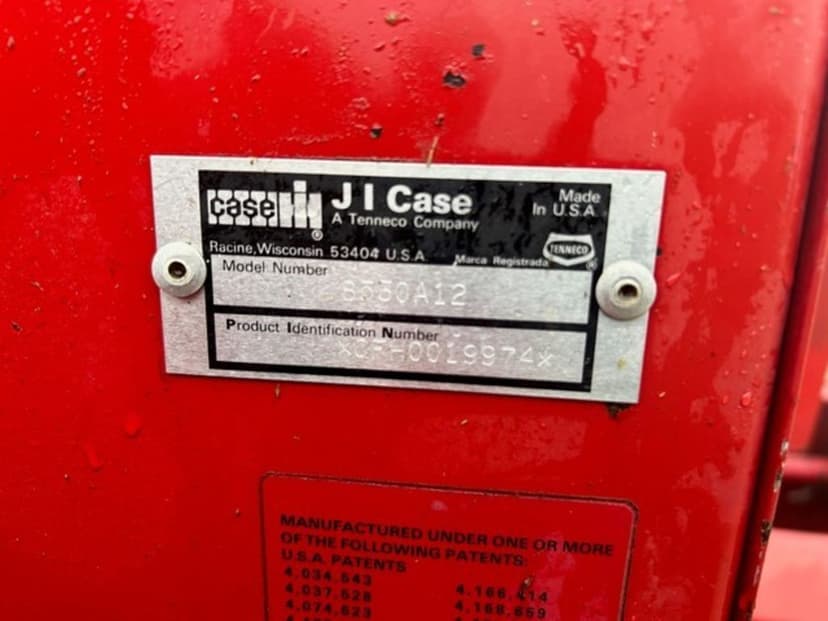 case IH ®
J I Case
A Tenneco Company
Made
In U.S.A.
Racine, Wisconsin 53404 U.S.A.
Marca Registrada
TENNECO ®
Model Number
8330A12
Product Identification Number
MANUFACTURED UNDER ONE OR MORE
OF THE FOLLOWING PATENTS:
U.S.A. PATENTS
4,034,543
4,037,528
4,074,623
4,166,414
4,168,659